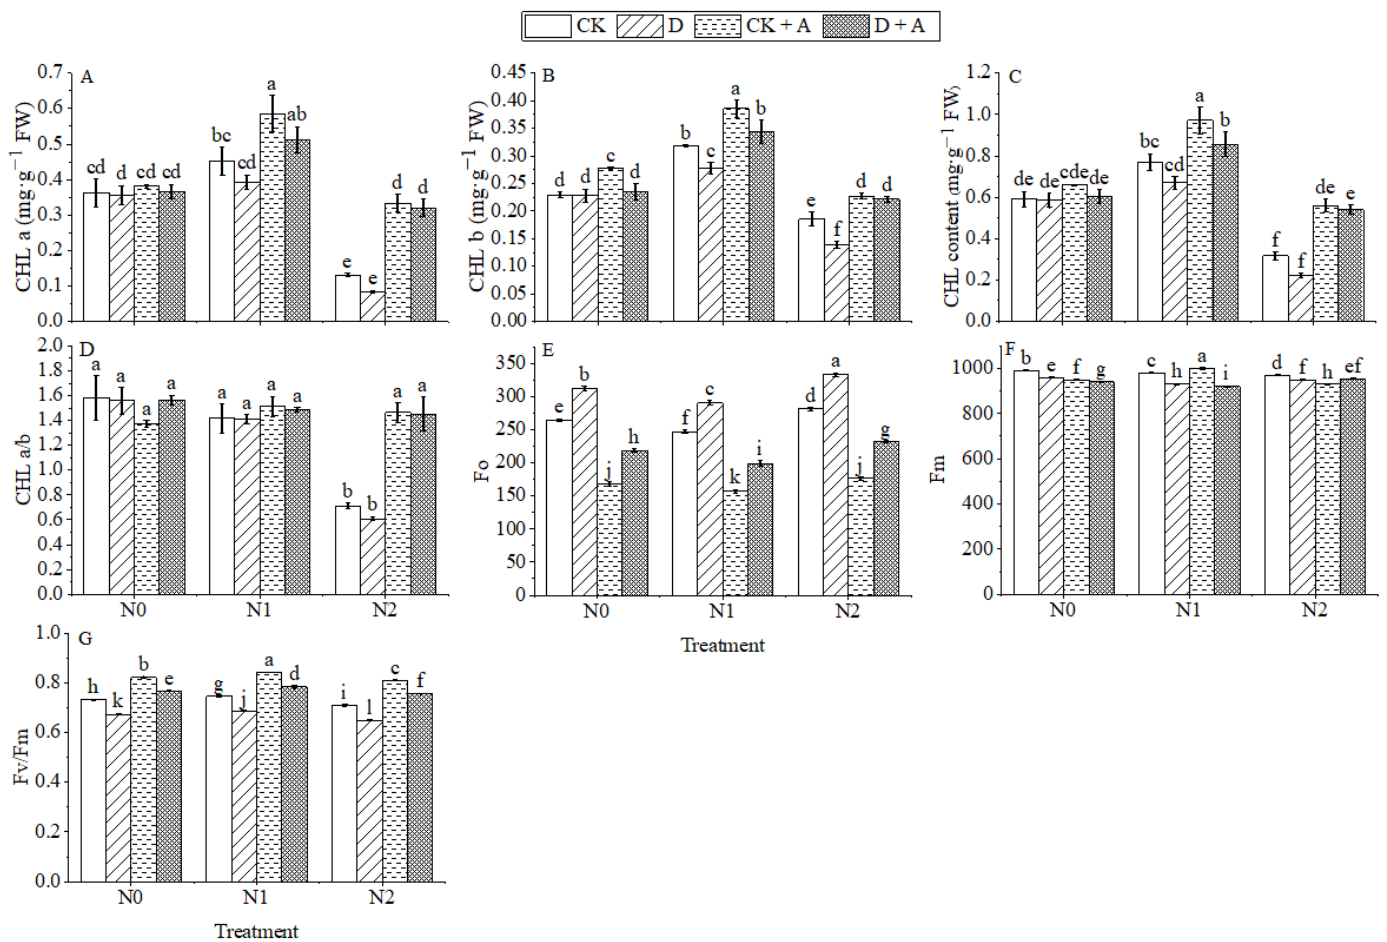 CK D CK + A D + A
A
CHL a (mg·g−1 FW)
0.7
0.6
0.5
0.4
0.3
0.2
0.1
0.0
cd d cd cd
bc cd a ab
e e d d
B
CHL b (mg·g−1 FW)
0.45
0.40
0.35
0.30
0.25
0.20
0.15
0.10
0.05
0.00
d d c d
b c a b
e f d d
C
CHL content (mg·g−1 FW)
1.2
1.0
0.8
0.6
0.4
0.2
0.0
de de cde de
bc cd a b
f f de e
D
CHL a/b
2.0
1.8
1.6
1.4
1.2
1.0
0.8
0.6
0.4
0.2
0.0
a a a a
a a a a
b b a a
N0 N1 N2
E
Fo
350
300
250
200
150
100
50
0
e b j h
f c k i
d a j g
N0 N1 N2
Treatment
F
Fm
1000
800
600
400
200
0
b e f g
c h a i
d f h ef
N0 N1 N2
G
Fv/Fm
1.0
0.8
0.6
0.4
0.2
0.0
h k b e
g j a d
i l c f
N0 N1 N2
Treatment